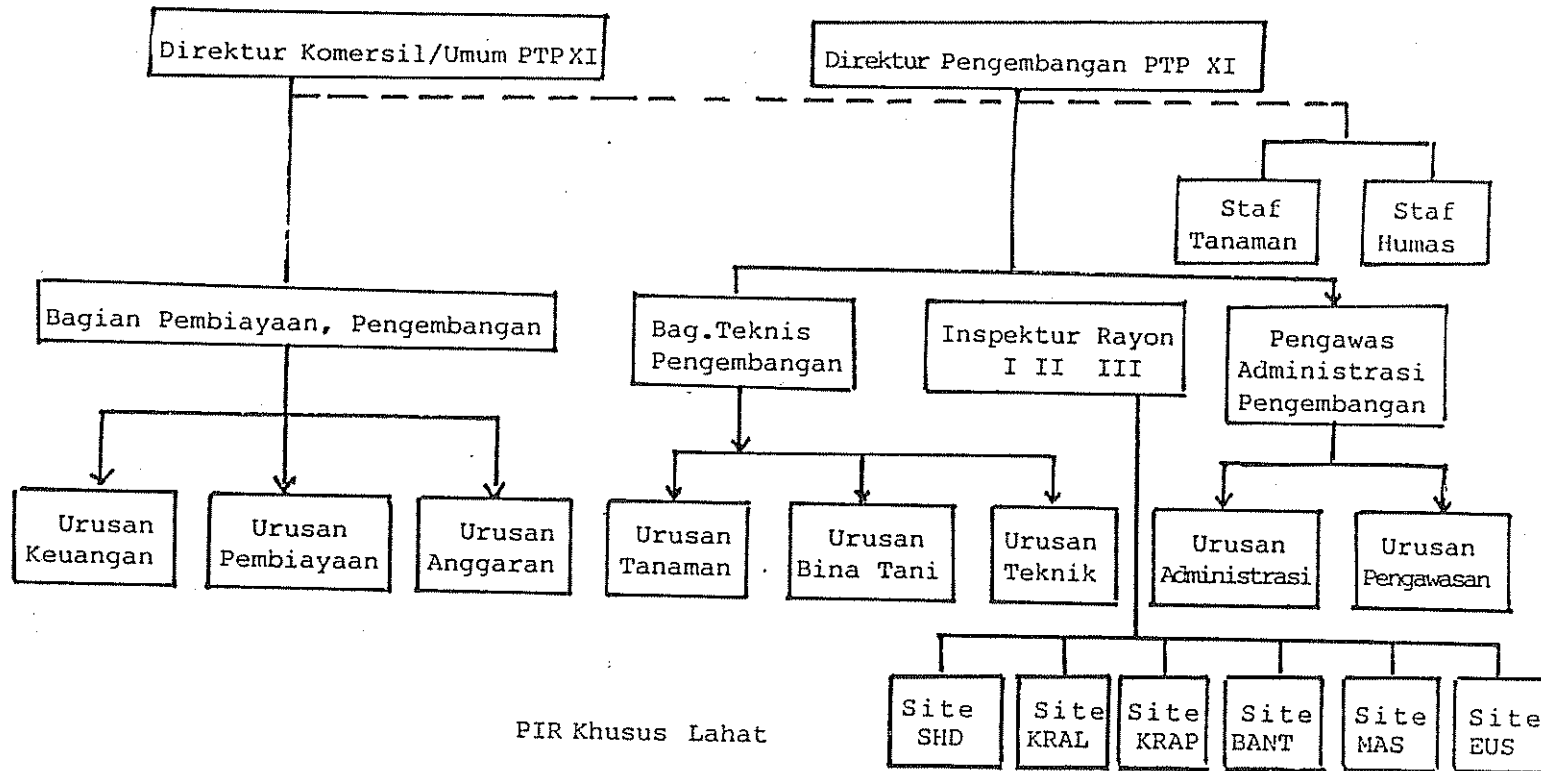 Direktur Komersil/Umum PTP XI
Direktur Pengembangan PTP XI
Staf
Tanaman
Staf
Humas
Bagian Pembiayaan, Pengembangan
Bag.Teknis
Pengembangan
Inspektur Rayon
I II III
Pengawas
Administrasi
Pengembangan
Urusan
Keuangan
Urusan
Pembiayaan
Urusan
Anggaran
Urusan
Tanaman
Urusan
Bina Tani
Urusan
Teknik
Urusan
Administrasi
Urusan
Pengawasan
PIR Khusus Lahat
Site
SHD
Site
KRAL
Site
KRAP
Site
BANT
Site
MAS
Site
EUS